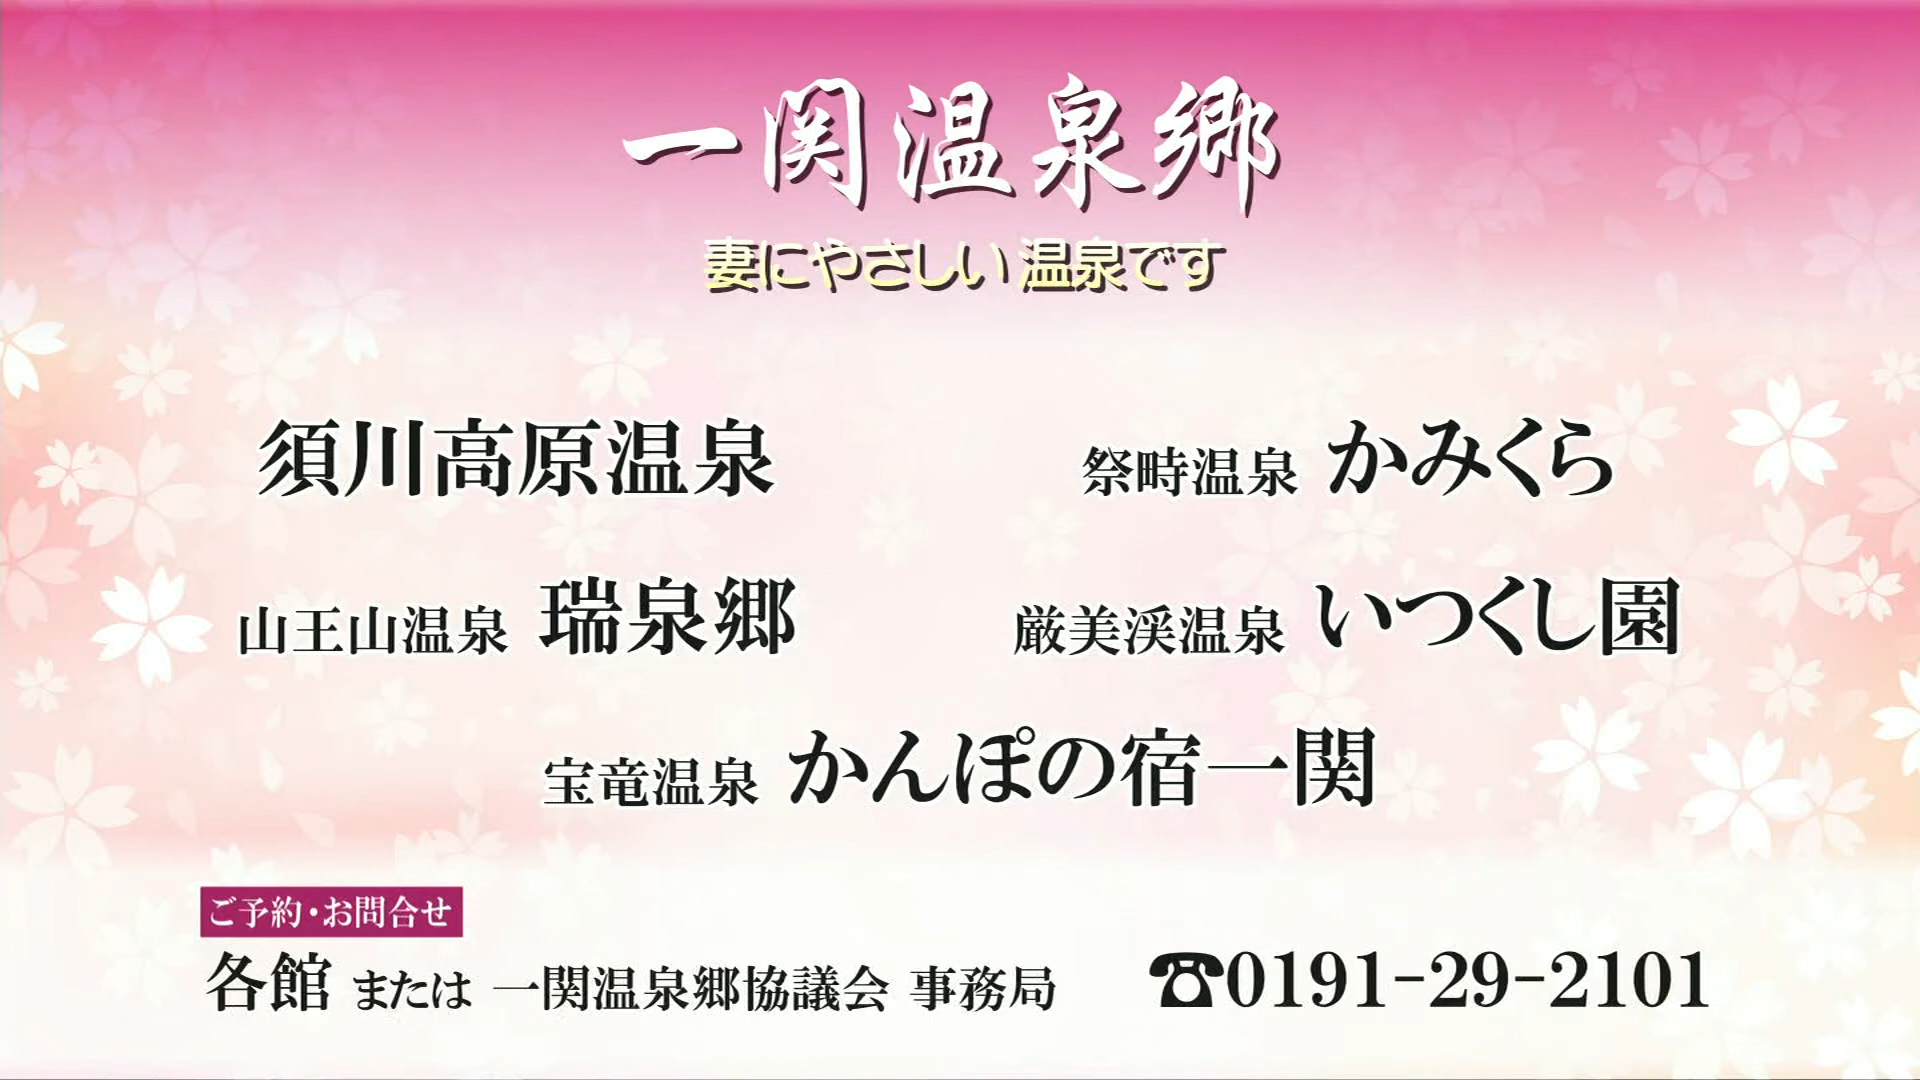 一関温泉郷
妻にやさしい 温泉です
須川高原温泉
祭畤温泉 かみくら
山王山温泉 瑞泉郷
厳美渓温泉 いつくし園
宝竜温泉 かんぽの宿一関
ご予約・お問合せ
各館 または 一関温泉郷協議会 事務局
☎0191-29-2101